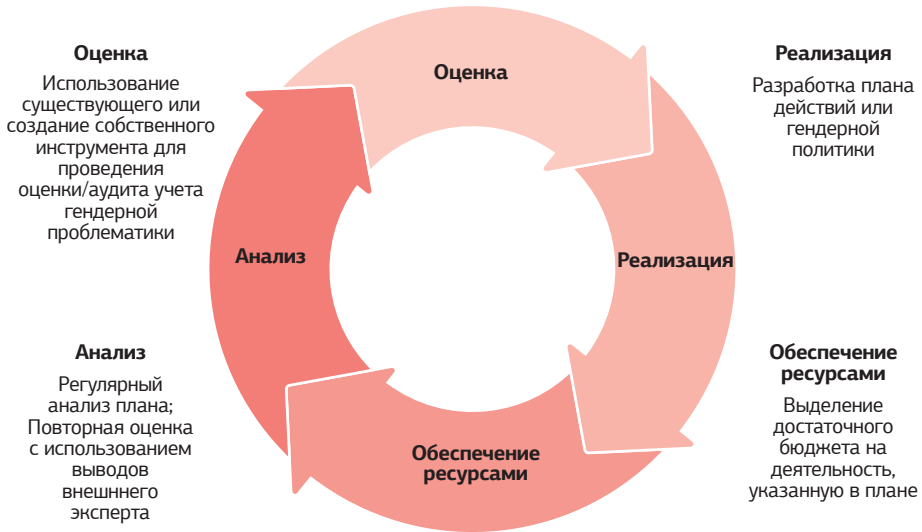 Оценка
Использование
существующего или
создание собственного
инструмента для
проведения
оценки/аудита учета
гендерной
проблематики
Оценка
Реализация
Разработка плана
действий или
гендерной
политики
Анализ
Реализация
Анализ
Регулярный
анализ плана;
Повторная оценка
с использованием
выводов
внешннего
эксперта
Обеспечение
ресурсами
Обеспечение
ресурсами
Выделение
достаточного
бюджета на
деятельность,
указанную в плане